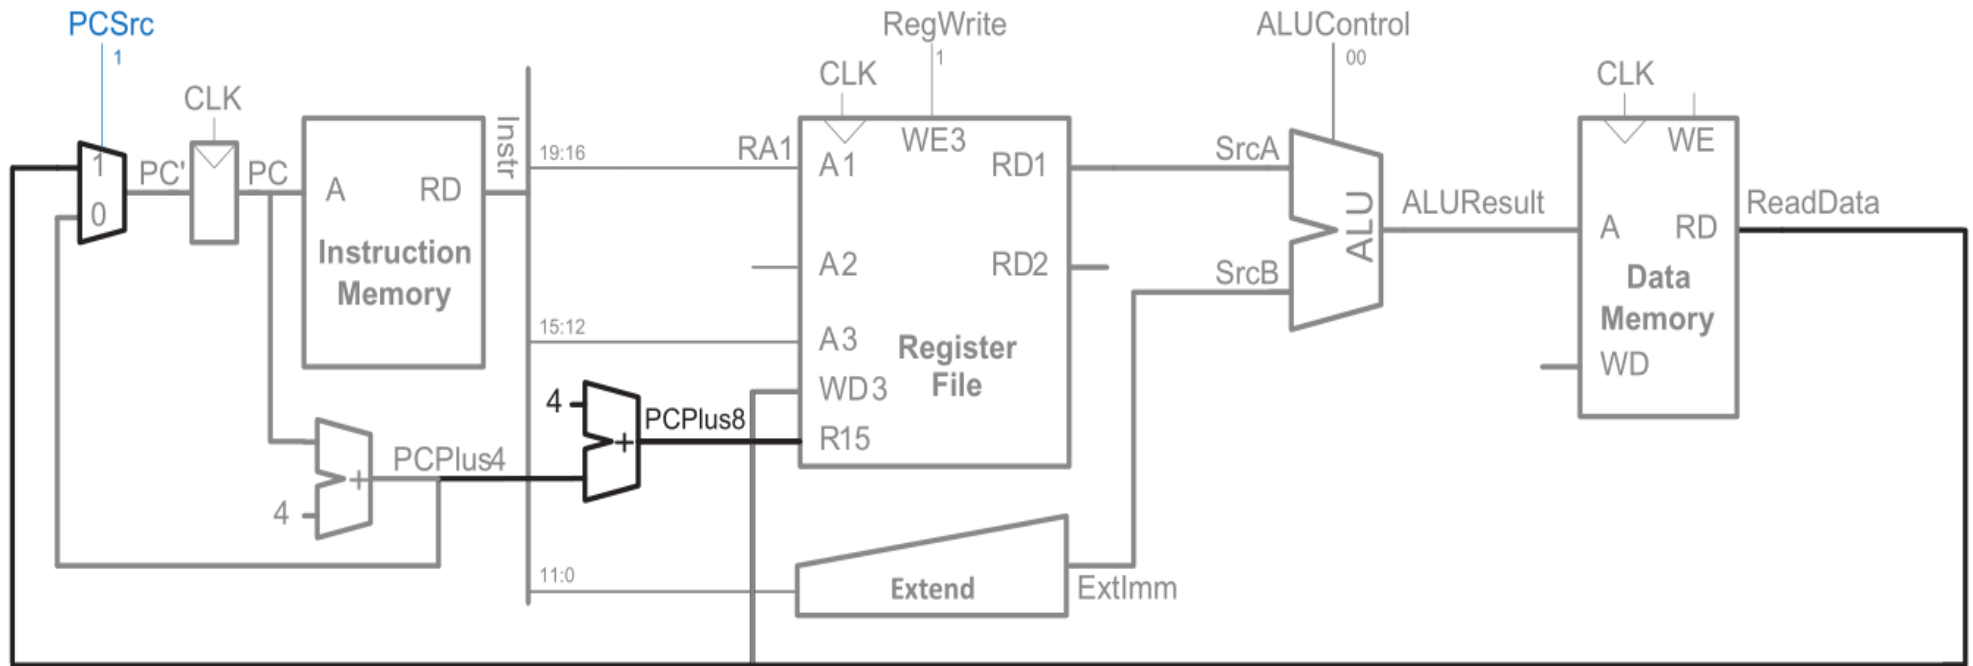 PCSrc
1
RegWrite
1
ALUControl
00
CLK
CLK
CLK
1
0
PC'
PC
A
RD
Instruction
Memory
Instr
19:16
RA1
A1
WE3
RD1
SrcA
A2
RD2
SrcB
15:12
A3
WD3
R15
Register
File
ALU
ALUResult
WE
A
RD
ReadData
Data
Memory
WD
4
+
PCPlus8
PCPlus4
+
4
11:0
Extend
ExtImm